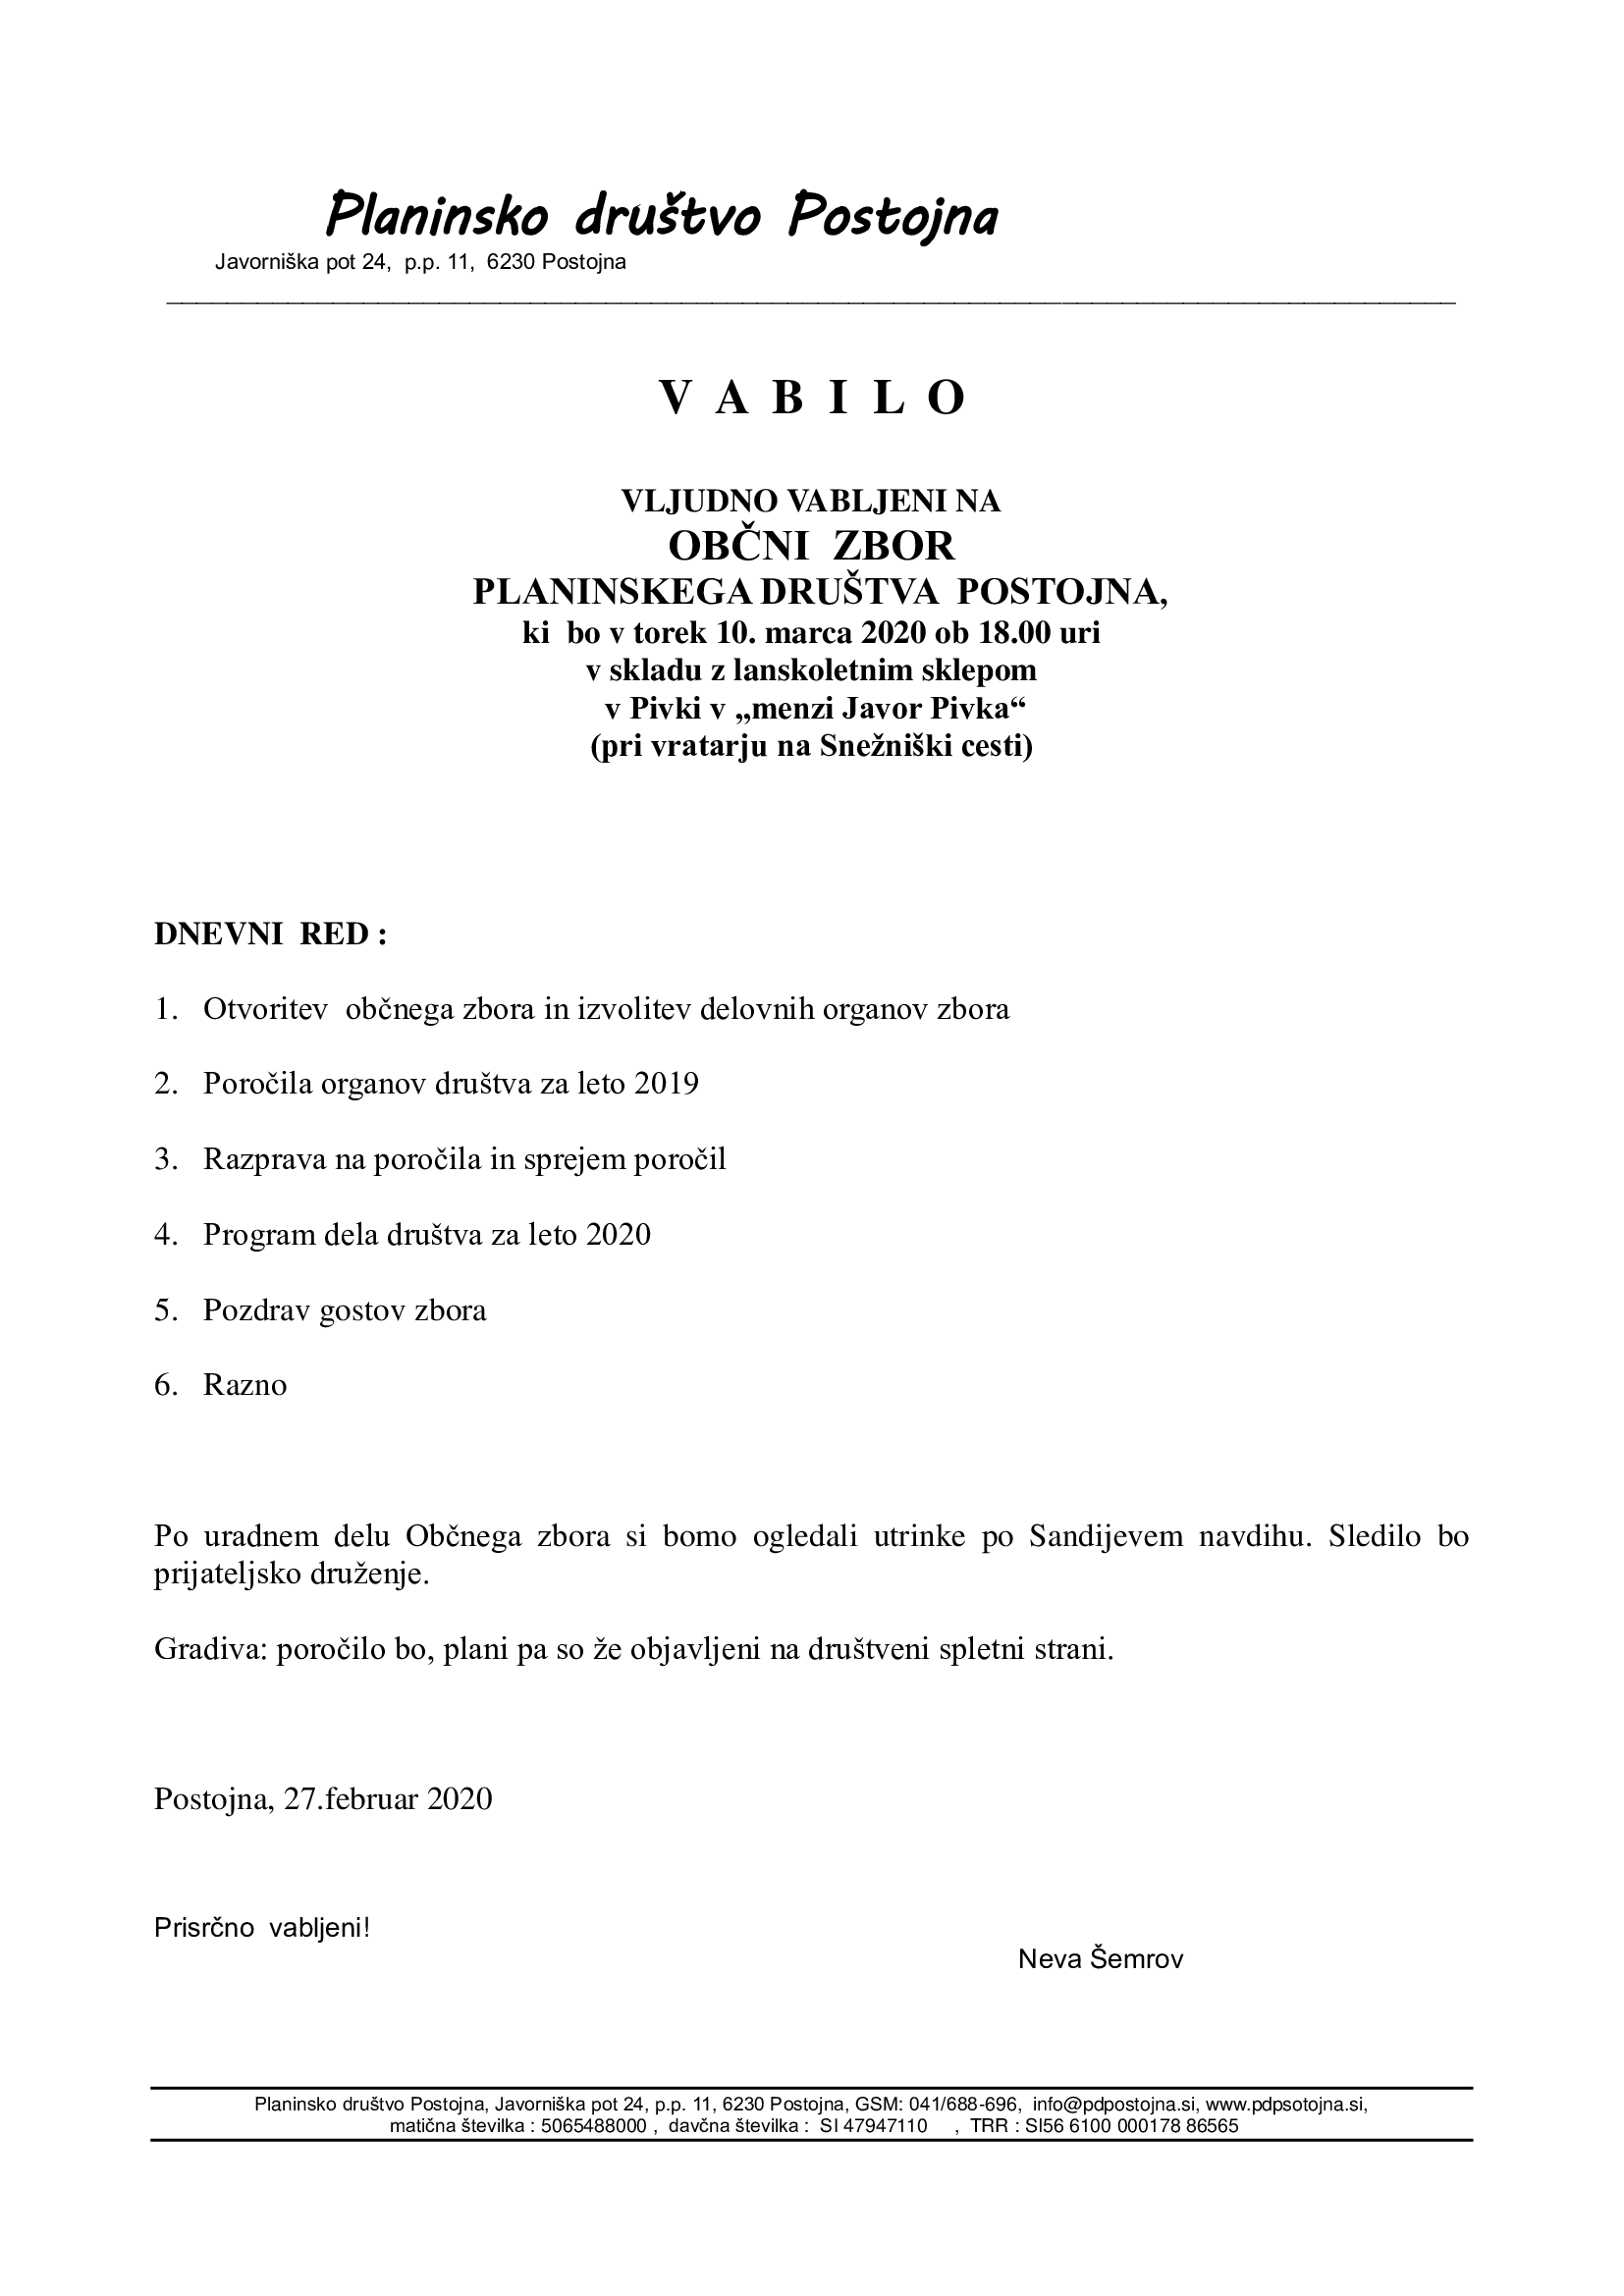 Planinsko društvo Postojna
Javorniška pot 24, p.p. 11, 6230 Postojna
V A B I L O
VLJUDNO VABLJENI NA
OBČNI ZBOR
PLANINSKEGA DRUŠTVA POSTOJNA,
ki bo v torek 10. marca 2020 ob 18.00 uri
v skladu z lanskoletnim sklepom
v Pivki v „menzi Javor Pivka“
(pri vratarju na Snežniški cesti)
DNEVNI RED :
1. Otvoritev občnega zbora in izvolitev delovnih organov zbora
2. Poročila organov društva za leto 2019
3. Razprava na poročila in sprejem poročil
4. Program dela društva za leto 2020
5. Pozdrav gostov zbora
6. Razno
Po uradnem delu Občnega zbora si bomo ogledali utrinke po Sandijevem navdihu. Sledilo bo
prijateljsko druženje.
Gradiva: poročilo bo, plani pa so že objavljeni na društveni spletni strani.
Postojna, 27.februar 2020
Prisrčno vabljeni!
Neva Šemrov
Planinsko društvo Postojna, Javorniška pot 24, p.p. 11, 6230 Postojna, GSM: 041/688-696, info@pdpostojna.si, www.pdpsotojna.si,
matična številka : 5065488000 , davčna številka : SI 47947110 , TRR : SI56 6100 000178 86565